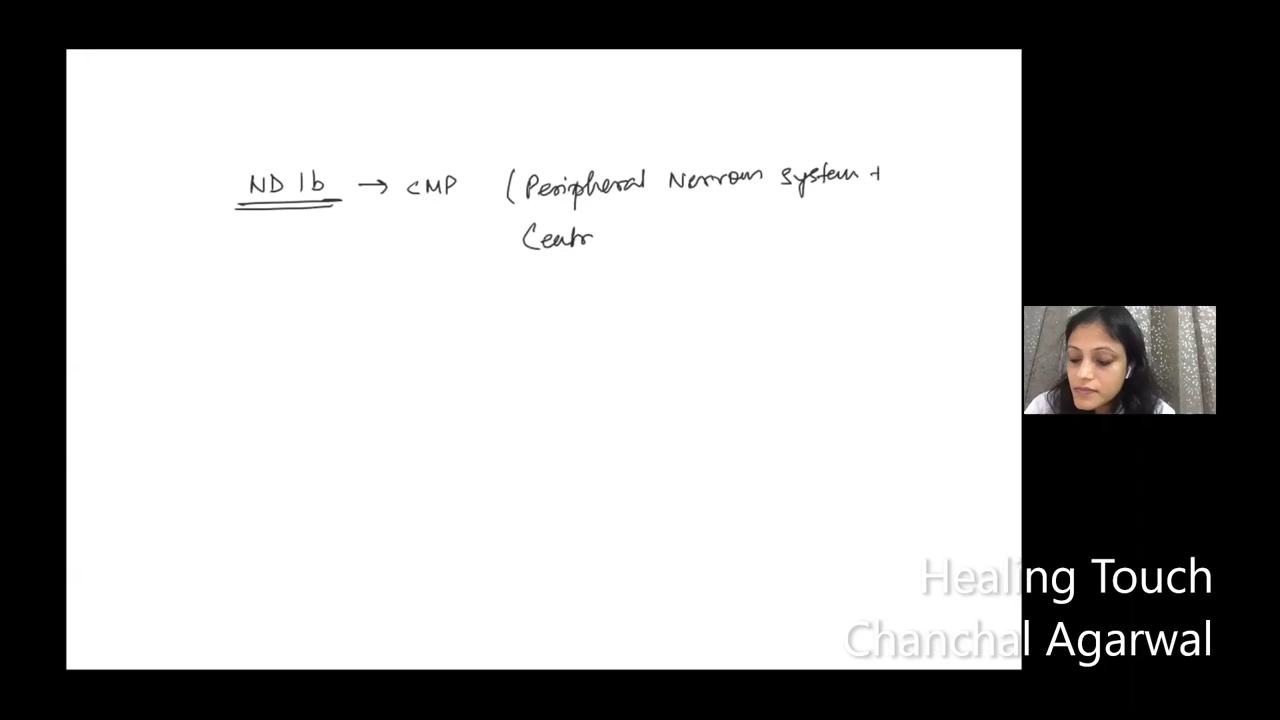 ND 1b → CMP (Peripheral Nervous System +
Centr
Healing Touch
Chanchal Agarwal